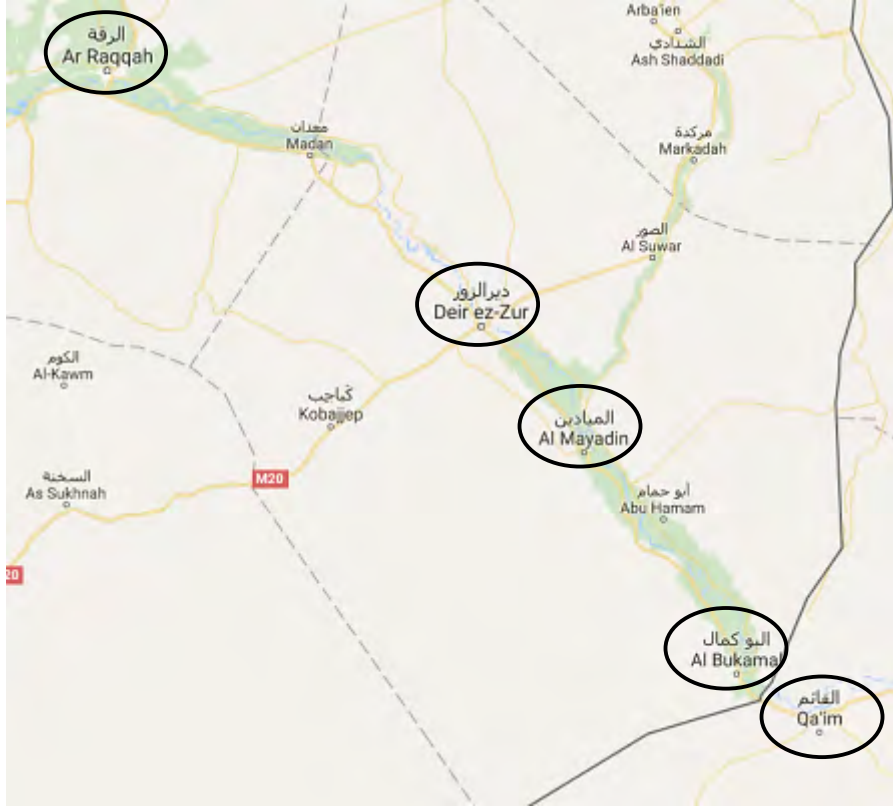 Arba'ien
الرقة
Ar Raqqah
الشدادي
Ash Shaddadi
معدان
Madan
مركدة
Markadah
الصور
Al Suwar
ديرالزور
Deir ez-Zur
الكوم
Al-Kawm
كباجب
Kobajjep
الميادين
Al Mayadin
السخنة
As Sukhnah
M20
أبو حمام
Abu Hamam
20
البو كمال
Al Bukamal
القائم
Qa'im